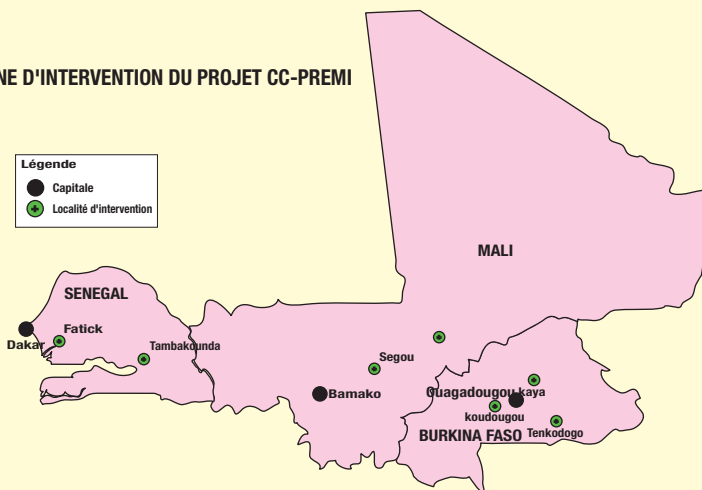 NE D'INTERVENTION DU PROJET CC-PREMI
Légende
Capitale
Localité d'intervention
MALI
SENEGAL
Dakar
Fatick
Tambakounda
Segou
Bamako
Ouagadougou
kaya
koudougou
BURKINA FASO
Tenkodogo